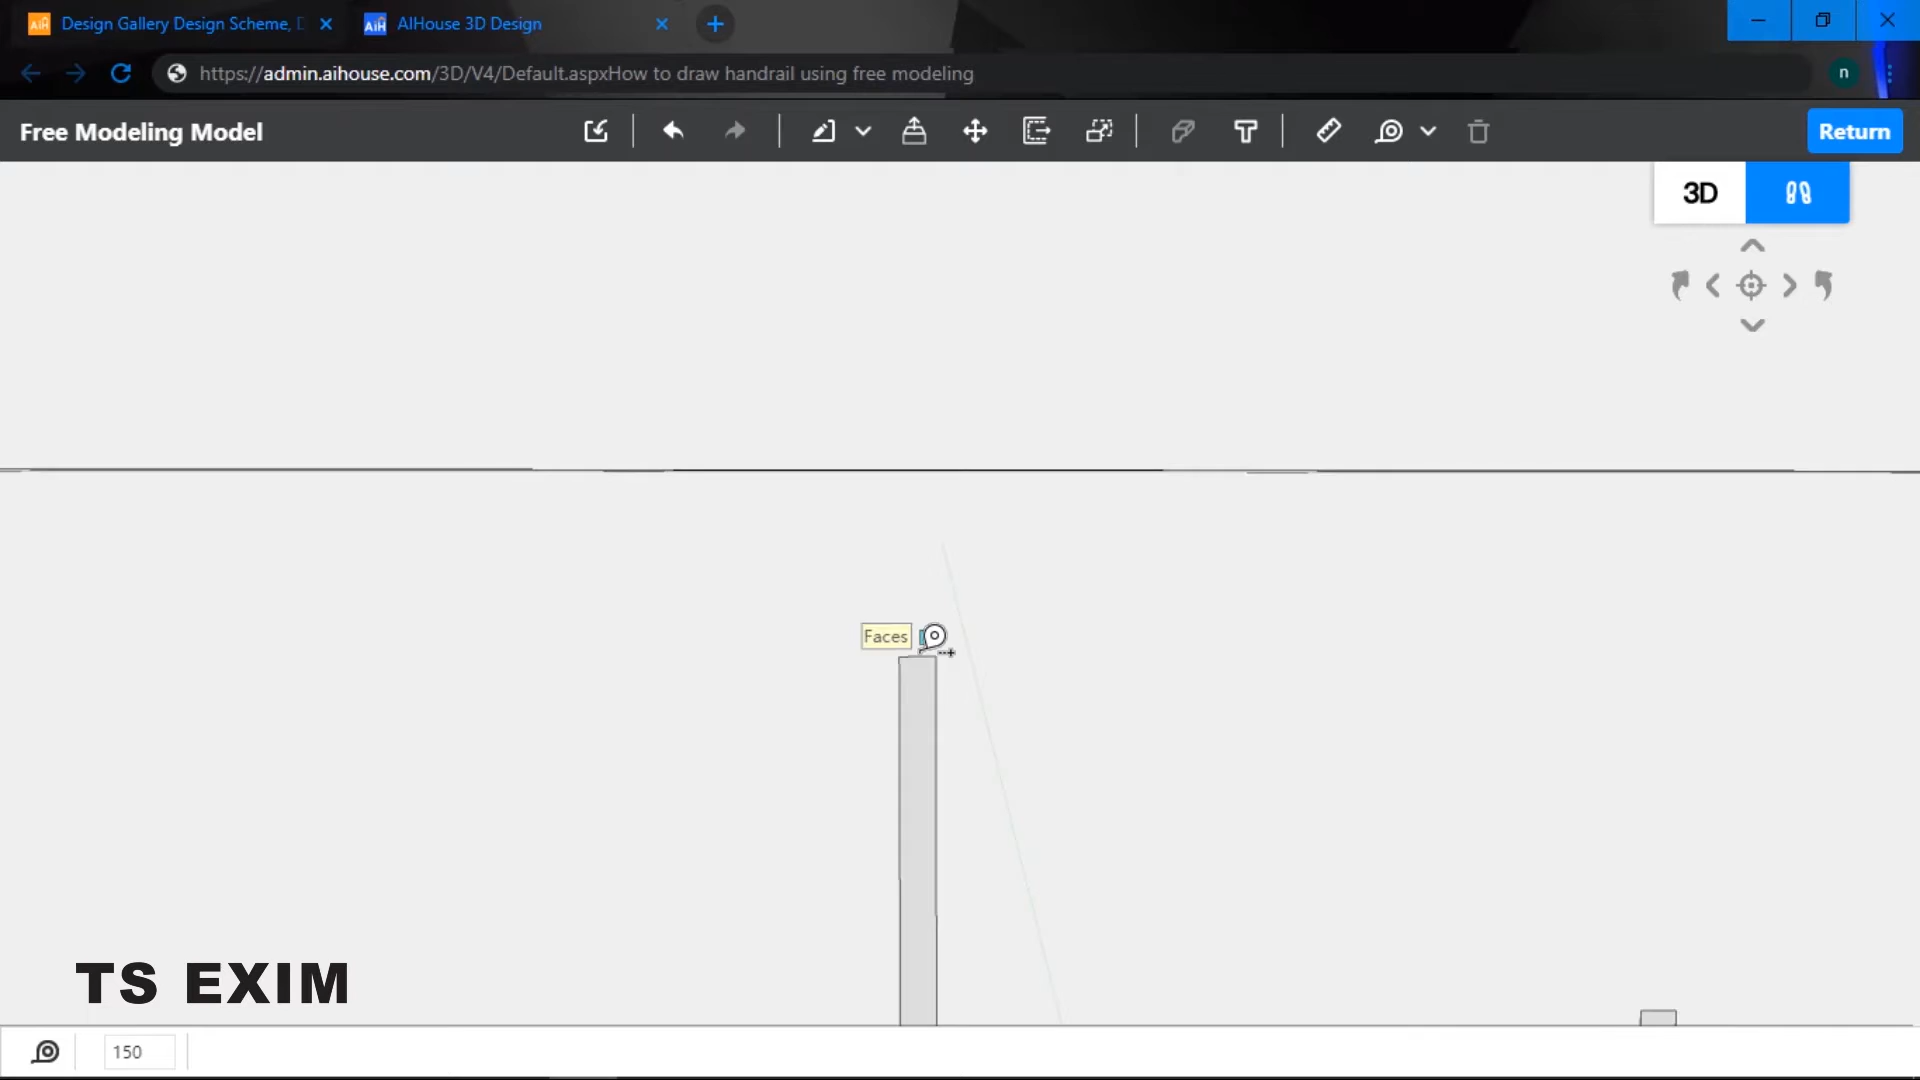 Design Gallery Design Scheme, D
AIHouse 3D Design
https://admin.aihouse.com/3D/V4/Default.aspxHow to draw handrail using free modeling
n
Free Modeling Model
Return
3D
Faces
TS EXIM
150